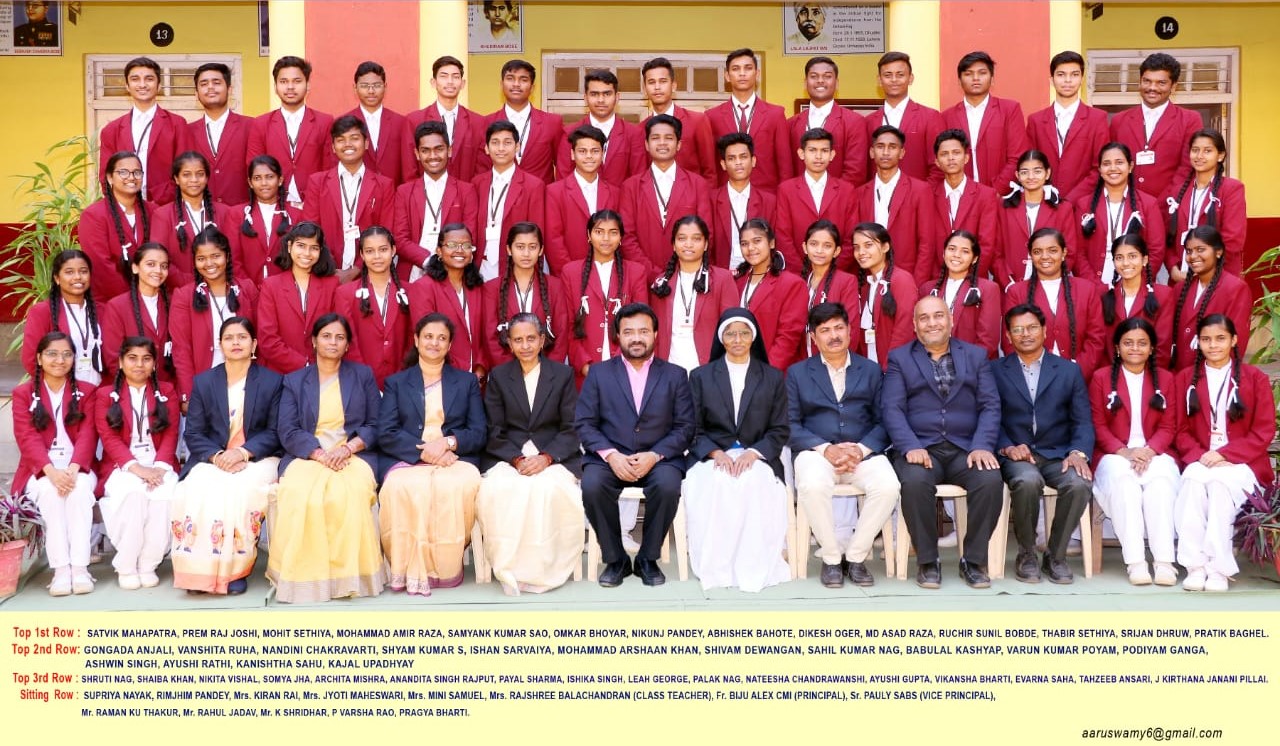 13
14
KHUDIRAM BOSE
LALA LAJPAT RAI
Top 1st Row : SATVIK MAHAPATRA, PREM RAJ JOSHI, MOHIT SETHIYA, MOHAMMAD AMIR RAZA, SAMYANK KUMAR SAO, OMKAR BHOYAR, NIKUNJ PANDEY, ABHISHEK BAHOTE, DIKESH OGER, MD ASAD RAZA, RUCHIR SUNIL BOBDE, THABIR SETHIYA, SRIJAN DHRUW, PRATIK BAGHEL.
Top 2nd Row: GONGADA ANJALI, VANSHITA RUHA, NANDINI CHAKRAVARTI, SHYAM KUMAR S, ISHAN SARVAIYA, MOHAMMAD ARSHAAN KHAN, SHIVAM DEWANGAN, SAHIL KUMAR NAG, BABULAL KASHYAP, VARUN KUMAR POYAM, PODIYAM GANGA,
ASHWIN SINGH, AYUSHI RATHI, KANISHTHA SAHU, KAJAL UPADHYAY
Top 3rd Row : SHRUTI NAG, SHAIBA KHAN, NIKITA VISHAL, SOMYA JHA, ARCHITA MISHRA, ANANDITA SINGH RAJPUT, PAYAL SHARMA, ISHIKA SINGH, LEAH GEORGE, PALAK NAG, NATEESHA CHANDRAWANSHI, AYUSHI GUPTA, VIKANSHA BHARTI, EVARNA SAHA, TAHZEEB ANSARI, J KIRTHANA JANANI PILLAI.
Sitting Row : SUPRIYA NAYAK, RIMJHIM PANDEY, Mrs. KIRAN RAI, Mrs. JYOTI MAHESWARI, Mrs. MINI SAMUEL, Mrs. RAJSHREE BALACHANDRAN (CLASS TEACHER), Fr. BIJU ALEX CMI (PRINCIPAL), Sr. PAULY SABS (VICE PRINCIPAL),
Mr. RAMAN KU THAKUR, Mr. RAHUL JADAV, Mr. K SHRIDHAR, P VARSHA RAO, PRAGYA BHARTI.
aaruswamy6@gmail.com